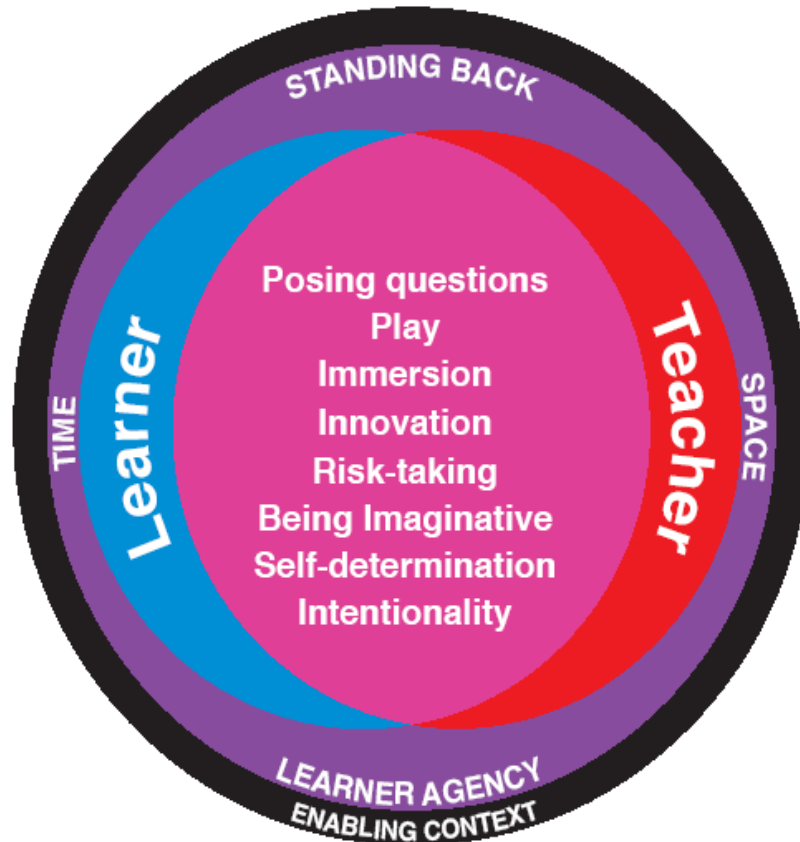 STANDING BACK
Posing questions
Play
Immersion
Innovation
Risk-taking
Being Imaginative
Self-determination
Intentionality
Learner
Teacher
TIME
SPACE
LEARNER AGENCY
ENABLING CONTEXT